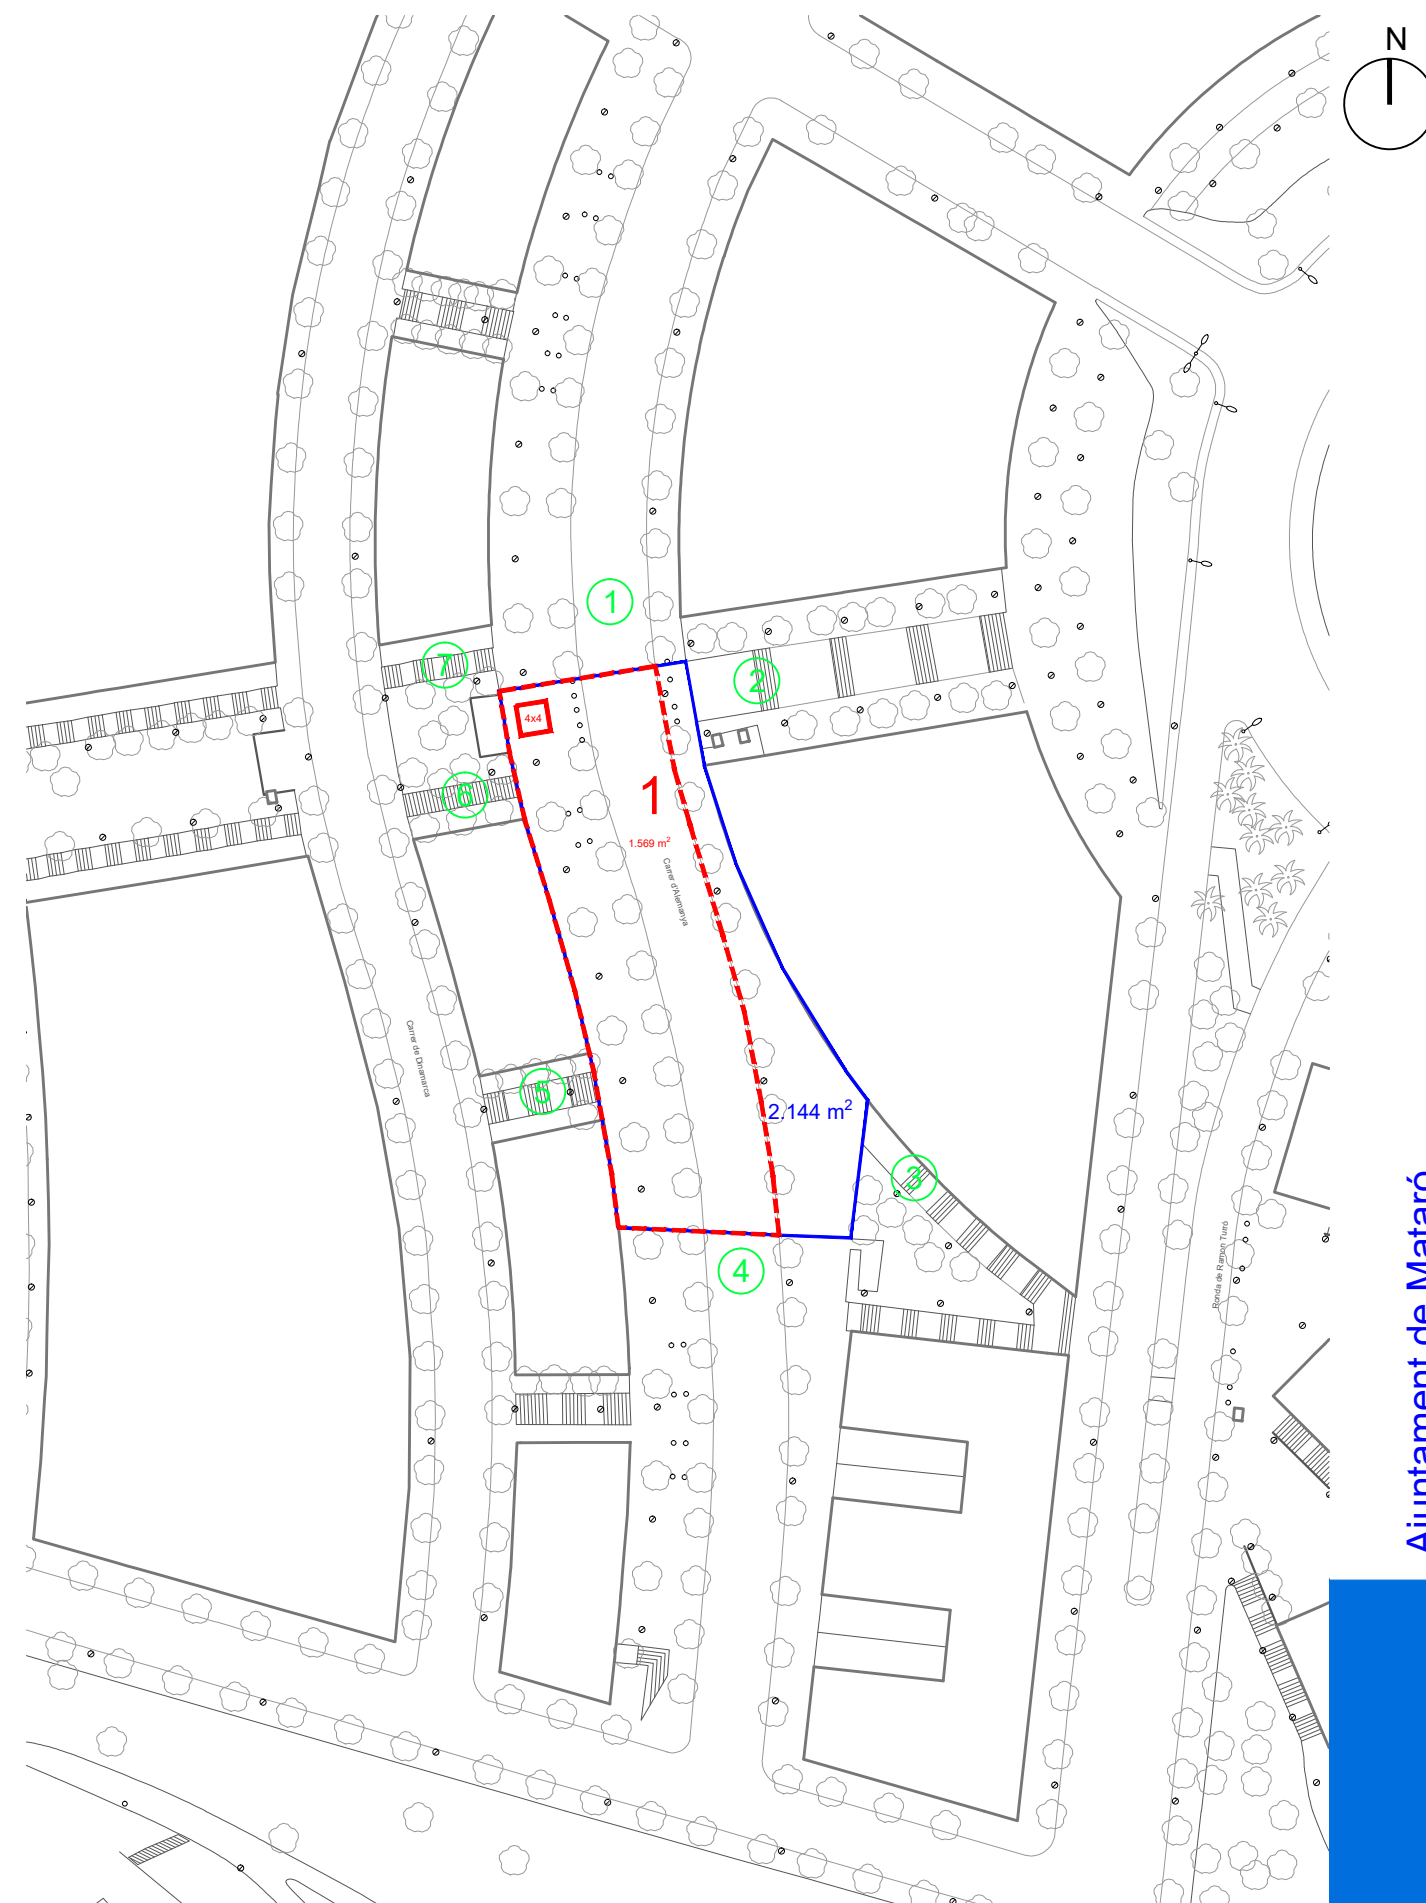 N
1
7
2
4x4
6
1
1.569 m²
Carrer d'Alemanya
Carrer de Dinamarca
5
2.144 m²
3
4
Ronda de Ramon Turró
Ajuntament de Mataró